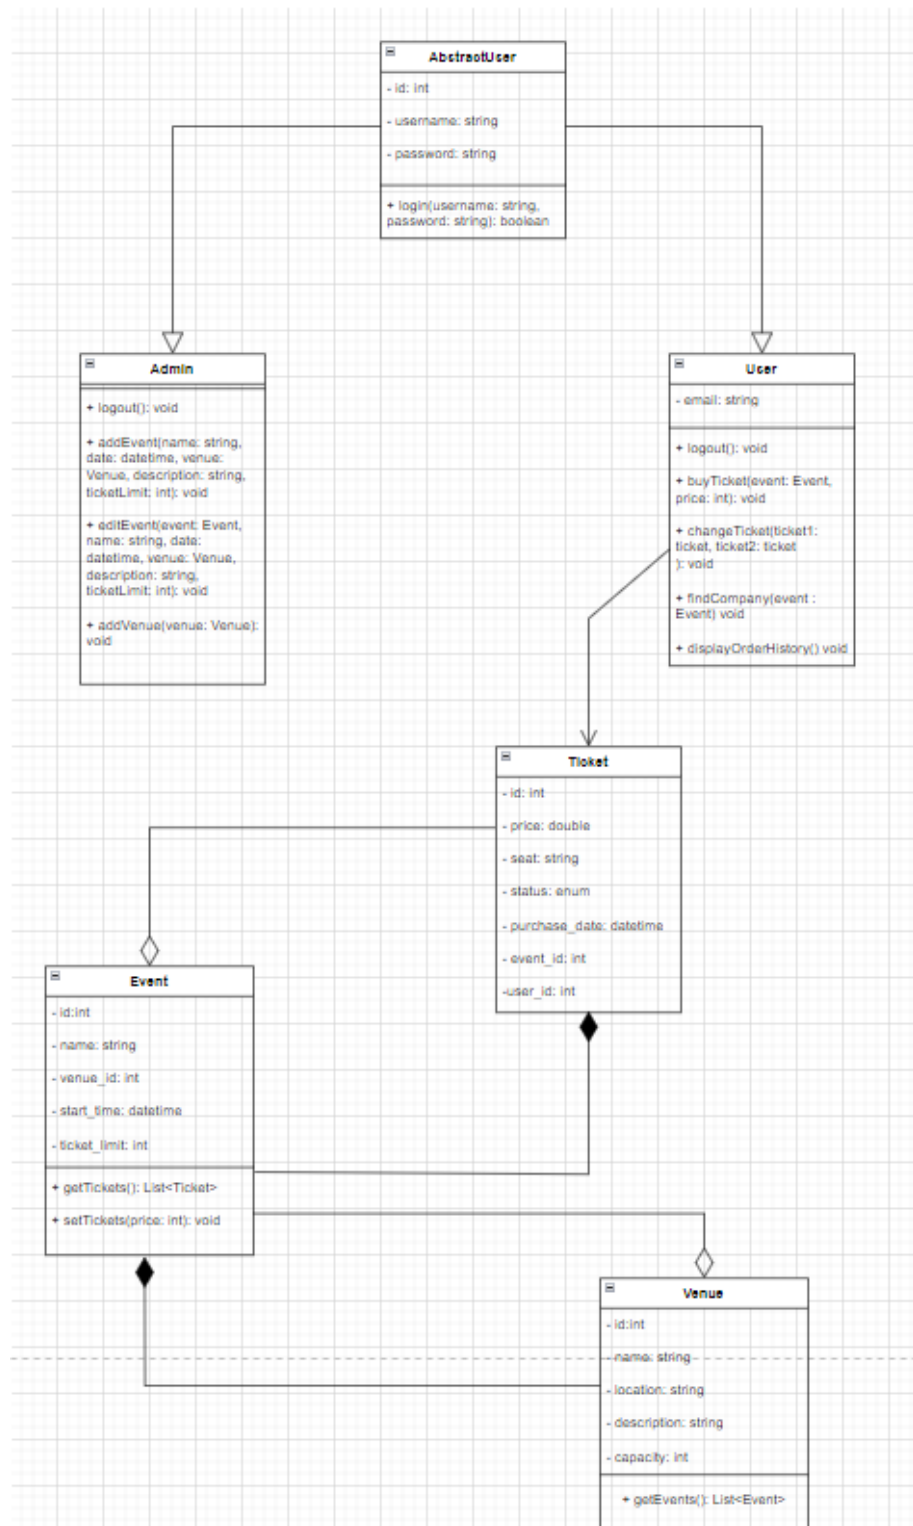 AbstractUser
- id: int
- username: string
- password: string
+ login(username: string,
password: string): boolean
Admin
+ logout(): void
+ addEvent(name: string,
date: datetime, venue:
Venue, description: string,
ticketLimit: int): void
+ editEvent(event: Event,
name: string, date:
datetime, venue: Venue,
description: string,
ticketLimit: int): void
+ addVenue(venue: Venue):
void
User
- email: string
+ logout(): void
+ buyTicket(event: Event,
price: int): void
+ changeTicket(ticket1:
ticket, ticket2: ticket
): void
+ findCompany(event :
Event) void
+ displayOrderHistory() void
Ticket
- id: int
- price: double
- seat: string
- status: enum
- purchase_date: datetime
- event_id: int
-user_id: int
Event
- id:int
- name: string
- venue_id: int
- start_time: datetime
- ticket_limit: int
+ getTickets(): List<Ticket>
+ setTickets(price: int): void
Venue
- id:int
- name: string
- location: string
- description: string
- capacity: int
+ getEvents(): List<Event>